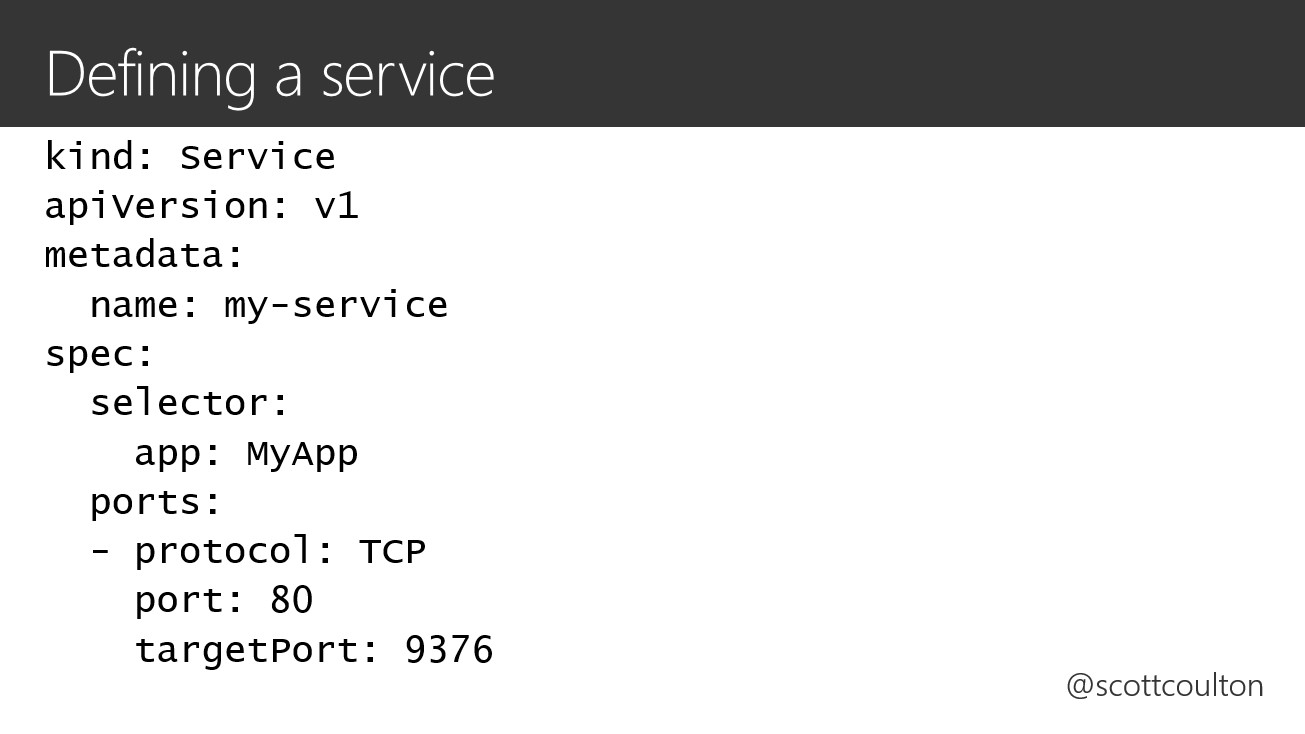 Defining a service
kind: Service
apiVersion: v1
metadata:
  name: my-service
spec:
  selector:
    app: MyApp
  ports:
  - protocol: TCP
    port: 80
    targetPort: 9376
@scottcoulton